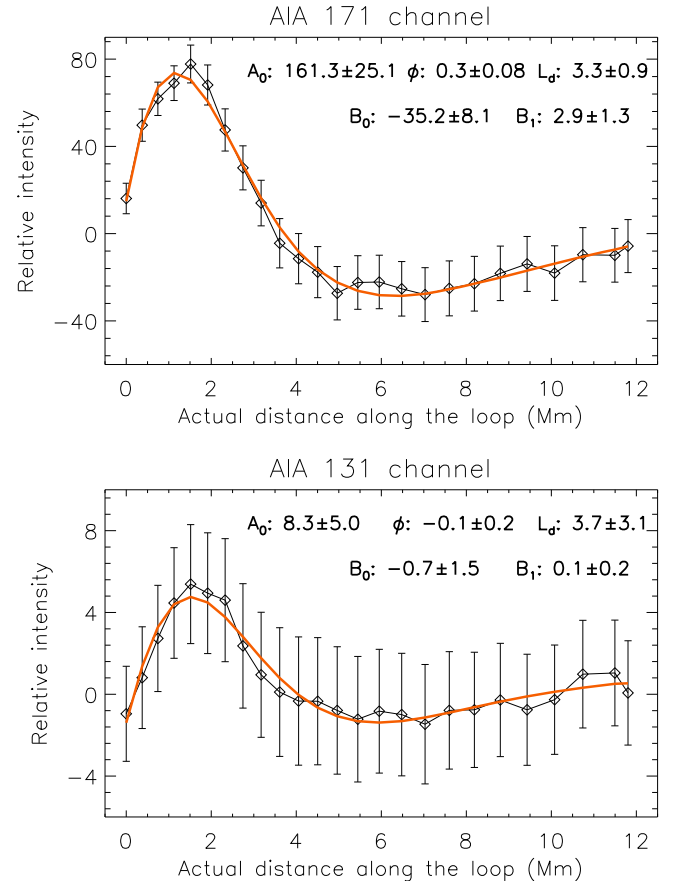 AIA 171 channel
A₀: 161.3±25.1 ϕ: 0.3±0.08 L_d: 3.3±0.9
B₀: −35.2±8.1 B₁: 2.9±1.3
80
40
0
−40
Relative intensity
0 2 4 6 8 10 12
Actual distance along the loop (Mm)
AIA 131 channel
A₀: 8.3±5.0 ϕ: −0.1±0.2 L_d: 3.7±3.1
B₀: −0.7±1.5 B₁: 0.1±0.2
8
4
0
−4
Relative intensity
0 2 4 6 8 10 12
Actual distance along the loop (Mm)